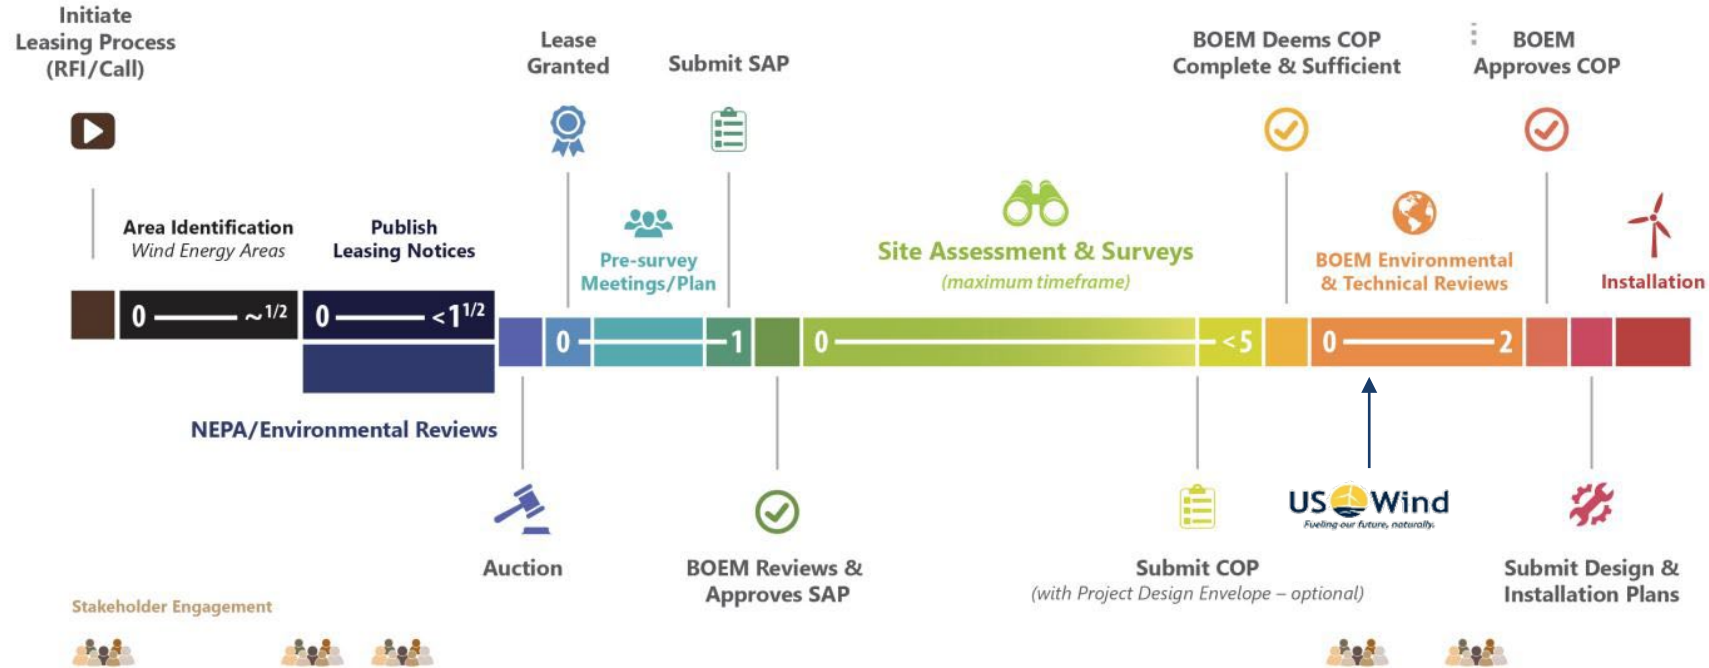 Initiate
Leasing Process
(RFI/Call)
Lease
Granted
Submit SAP
BOEM Deems COP
Complete & Sufficient
BOEM
Approves COP
Area Identification
Wind Energy Areas
Publish
Leasing Notices
Pre-survey
Meetings/Plan
Site Assessment & Surveys
(maximum timeframe)
BOEM Environmental
& Technical Reviews
Installation
0 ~1/2
0 <1 1/2
0 1
0 <5
0 2
NEPA/Environmental Reviews
US Wind
Fueling our future, naturally.
Auction
BOEM Reviews &
Approves SAP
Submit COP
(with Project Design Envelope – optional)
Submit Design &
Installation Plans
Stakeholder Engagement